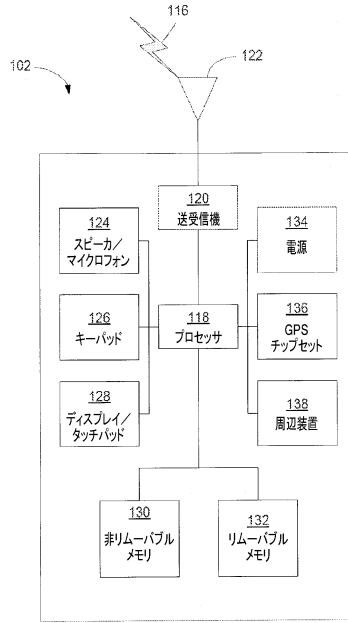 116
122
102
120
送受信機
124
スピーカ／
マイクロフォン
134
電源
126
キーパッド
118
プロセッサ
136
GPS
チップセット
128
ディスプレイ／
タッチパッド
138
周辺装置
130
非リムーバブル
メモリ
132
リムーバブル
メモリ